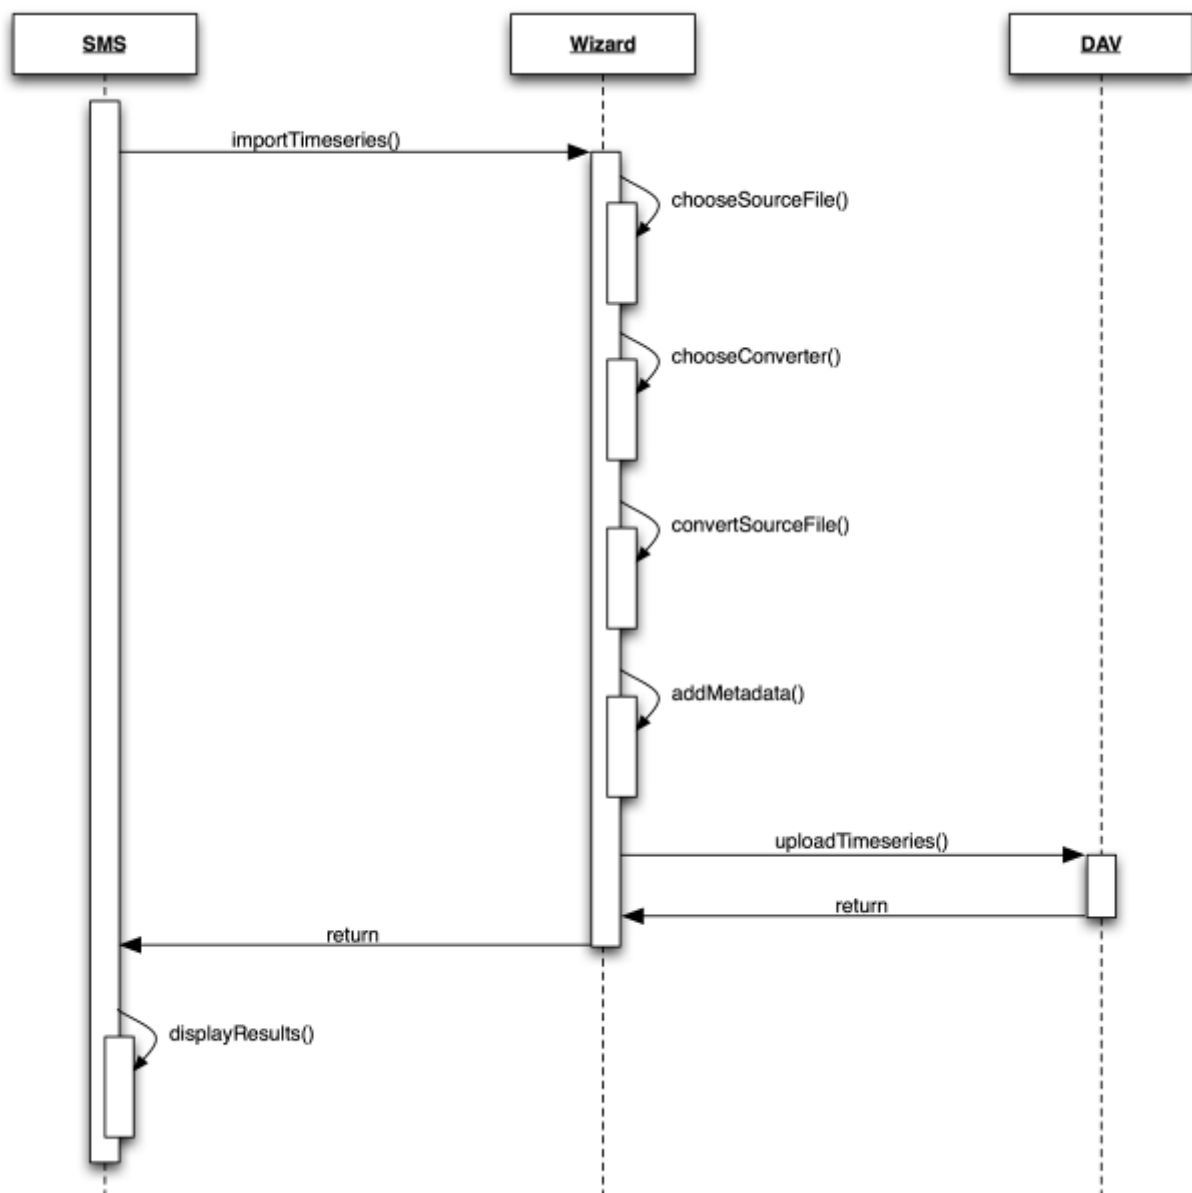 SMS
Wizard
DAV
importTimeseries()
chooseSourceFile()
chooseConverter()
convertSourceFile()
addMetadata()
uploadTimeseries()
return
return
displayResults()